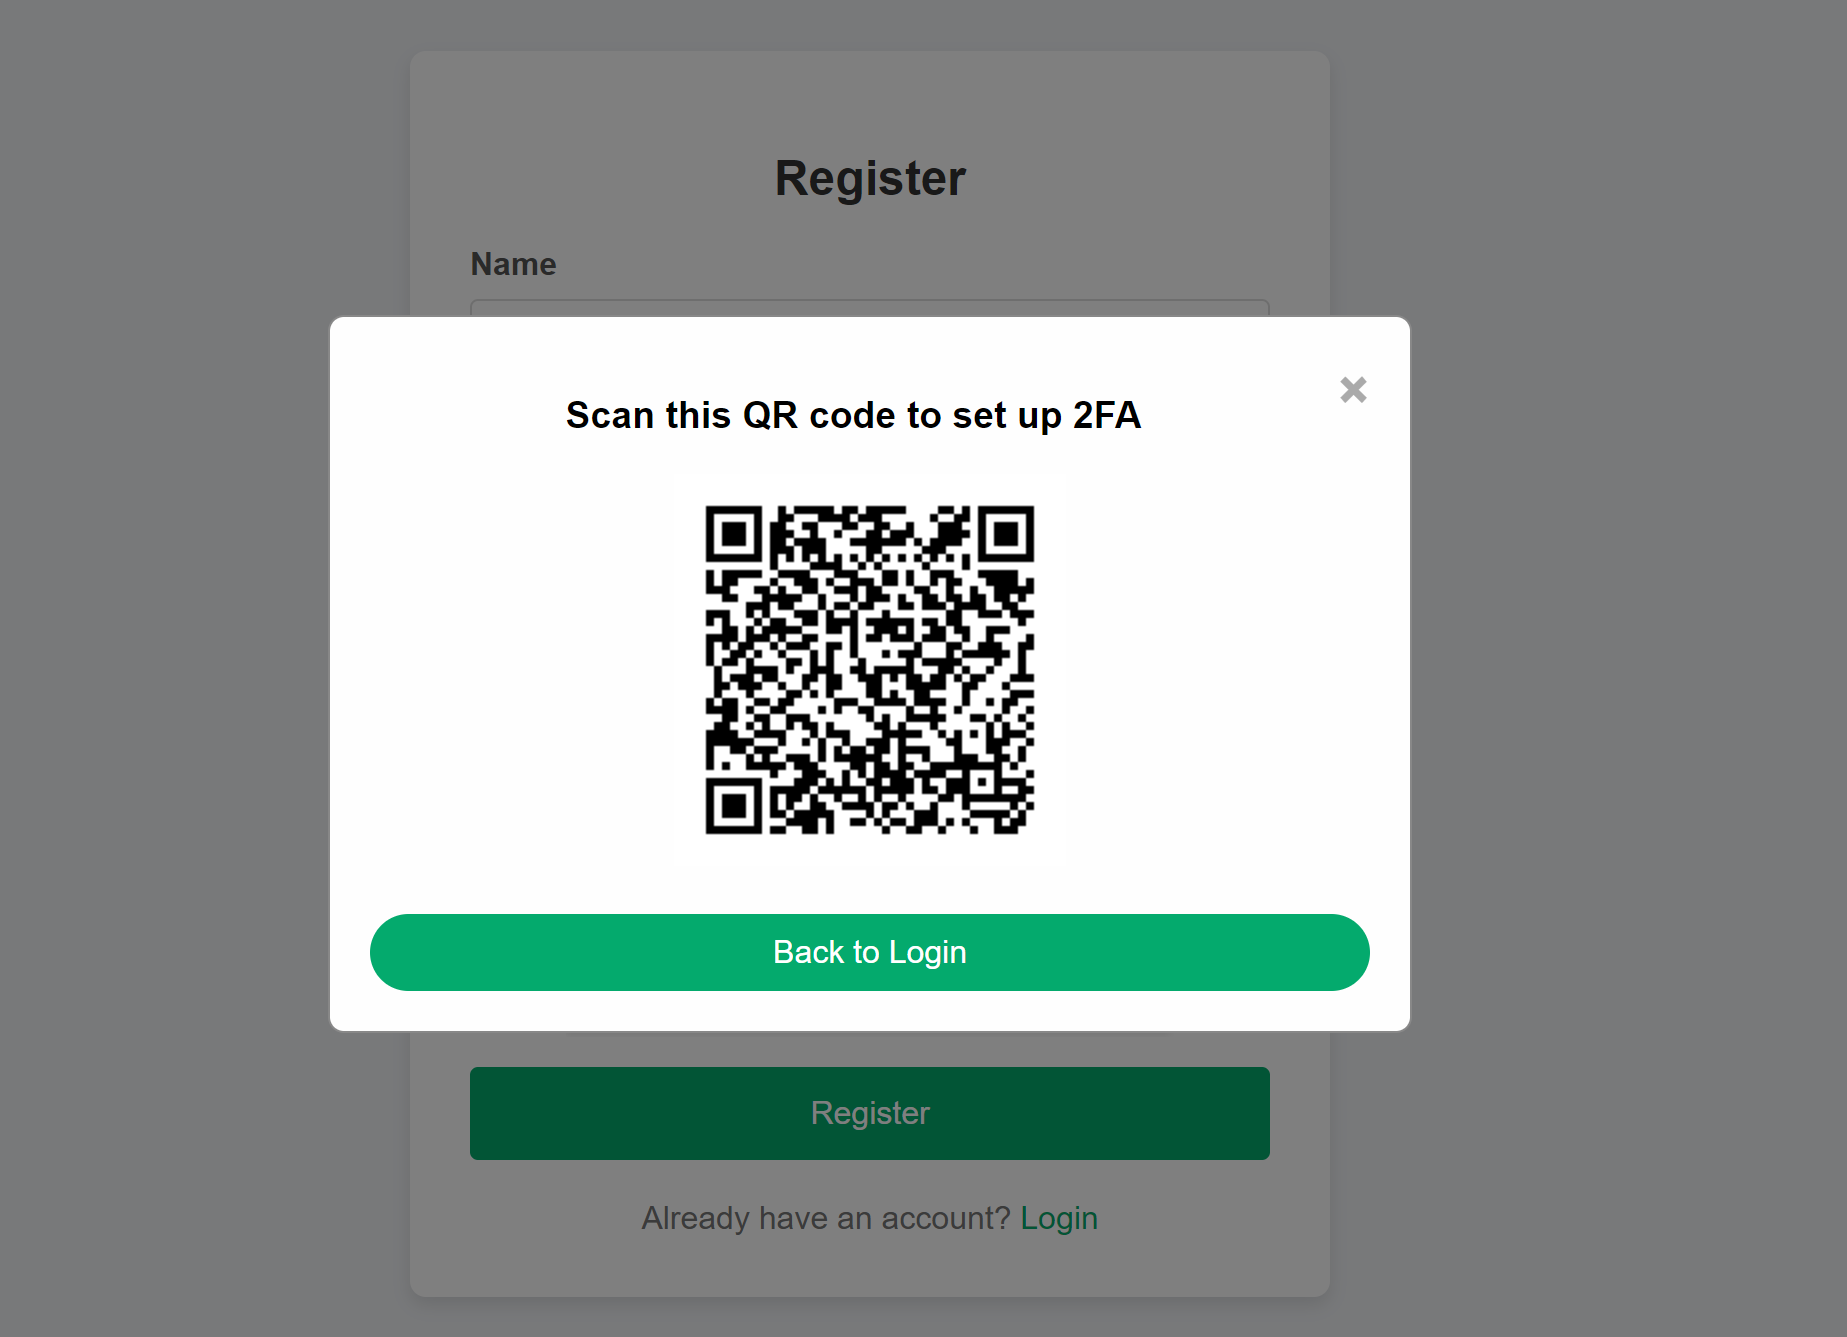 Register
Name
Scan this QR code to set up 2FA
Back to Login
Register
Already have an account? Login